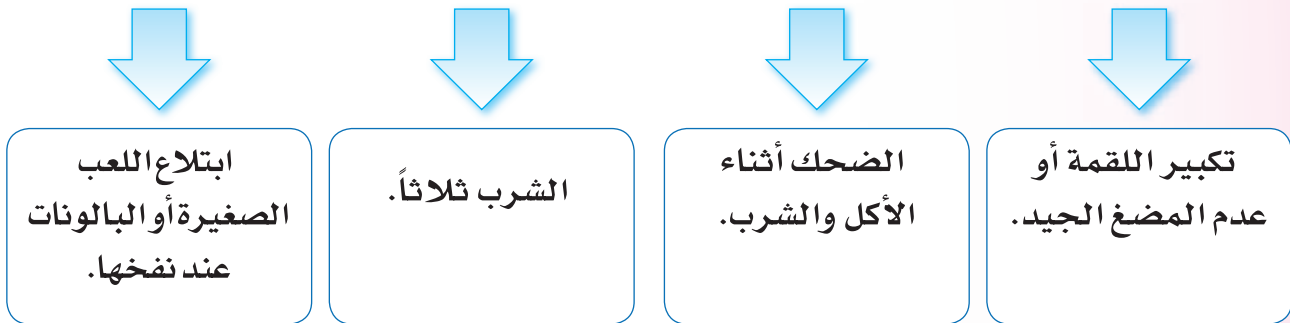 تكبير اللقمة أو
عدم المضغ الجيد.
الضحك أثناء
الأكل والشرب.
الشرب ثلاثاً.
ابتلاع اللعب
الصغيرة أو البالونات
عند نفخها.